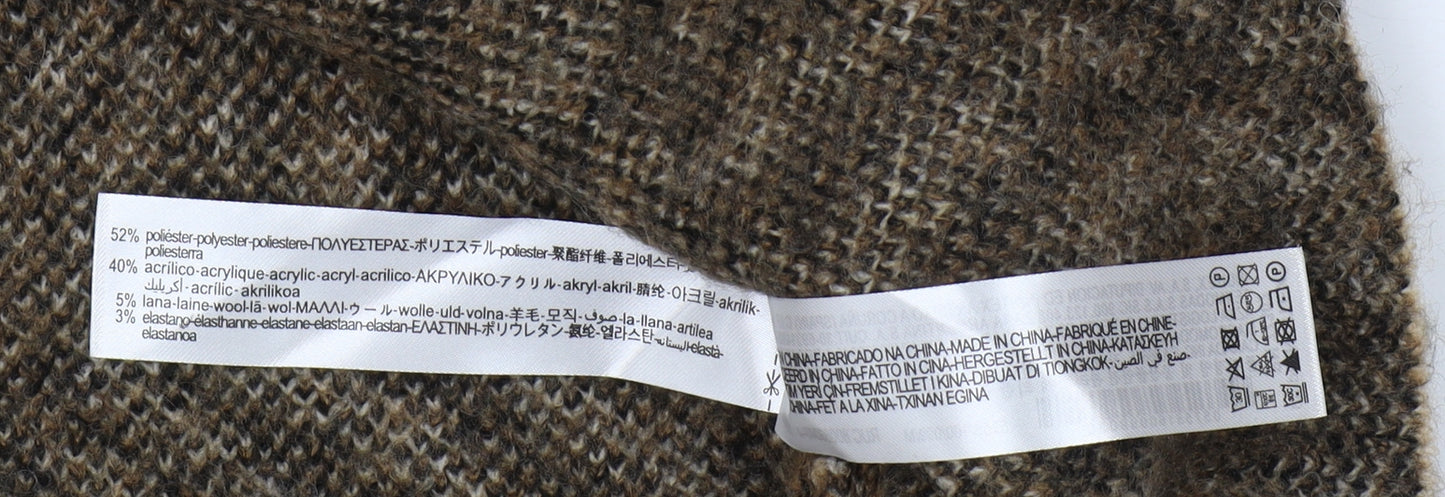 52% poliéster-polyester-poliestere-ΠΟΛΥΕΣΤΕΡΑΣ-ポリエステル-poliester-聚酯纤维-폴리에스터-
poliesterra
40% acrílico-acrylique-acrylic-acryl-acrilico-ΑΚΡΥΛΙΚΟ-アクリル-akryl-akril-腈纶-아크릴-akrilik-
أكريليك - acrílic- akrilikoa
5% lana-laine-wool-lã-wol-ΜΑΛΛΙ-ウール-wolle-uld-volna-羊毛-모직-صوف-la-llana-artilea
3% elastano-élasthanne-elastane-elastaan-elastan-ΕΛΑΣΤΙΝΗ-ポリウレタン-氨纶-엘라스탄-اليستان-elastà-
elastanoa
CHINA-FABRICADO NA CHINA-MADE IN CHINA-FABRIQUÉ EN CHINE-
EERD IN CHINA-FATTO IN CINA-HERGESTELLT IN CHINA-ΚΑΤΑΣΚΕΥΗ
TIM YERI ÇIN-FREMSTILLET I KINA-DIBUAT DI TIONGKOK-صنع في الصين-
CHINA-FET A LA XINA-TXINAN EGINA